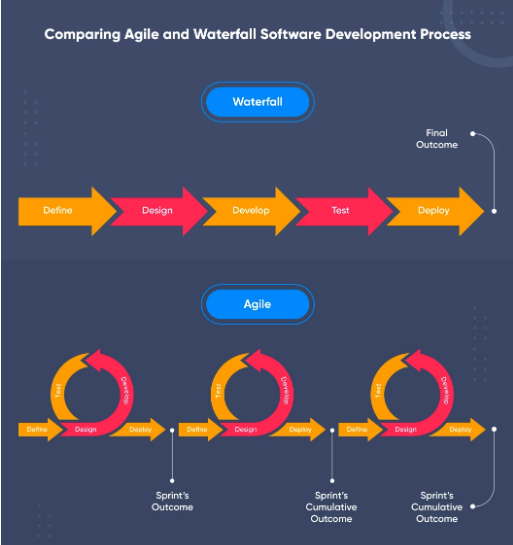 Comparing Agile and Waterfall Software Development Process
Waterfall
Final
Outcome
Define
Design
Develop
Test
Deploy
Agile
Test
Develop
Define
Design
Deploy
Test
Develop
Define
Design
Deploy
Test
Develop
Define
Design
Deploy
Sprint's
Outcome
Sprint's
Cumulative
Outcome
Sprint's
Cumulative
Outcome